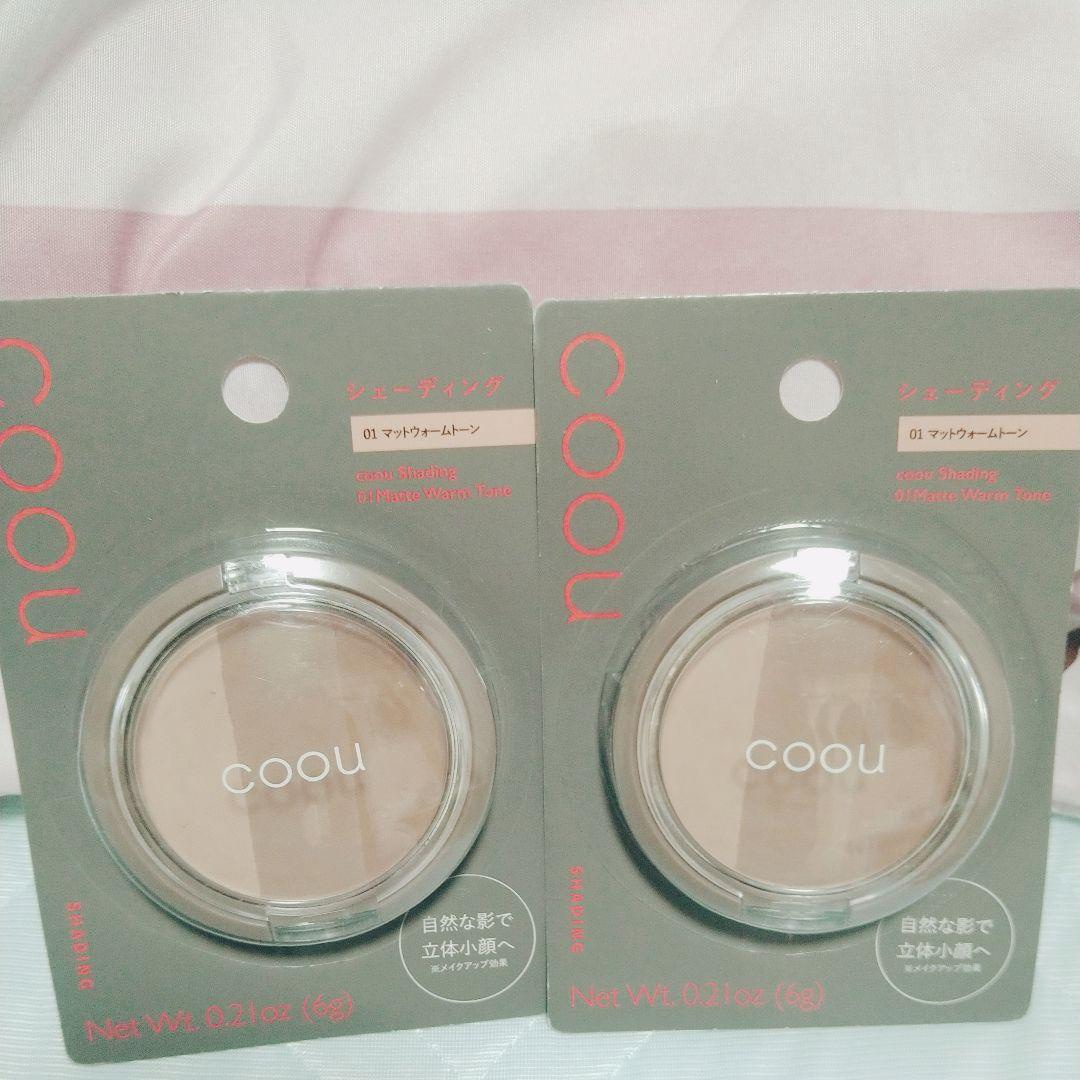 coou
シェーディング
01 マットウォームトーン
coou Shading
01Matte Warm Tone
coou
SHADING
自然な影で
立体小顔へ
※メイクアップ効果
Net Wt. 0.21oz (6g)
coou
シェーディング
01 マットウォームトーン
coou Shading
01Matte Warm Tone
coou
SHADING
自然な影で
立体小顔へ
※メイクアップ効果
Net Wt. 0.21oz (6g)